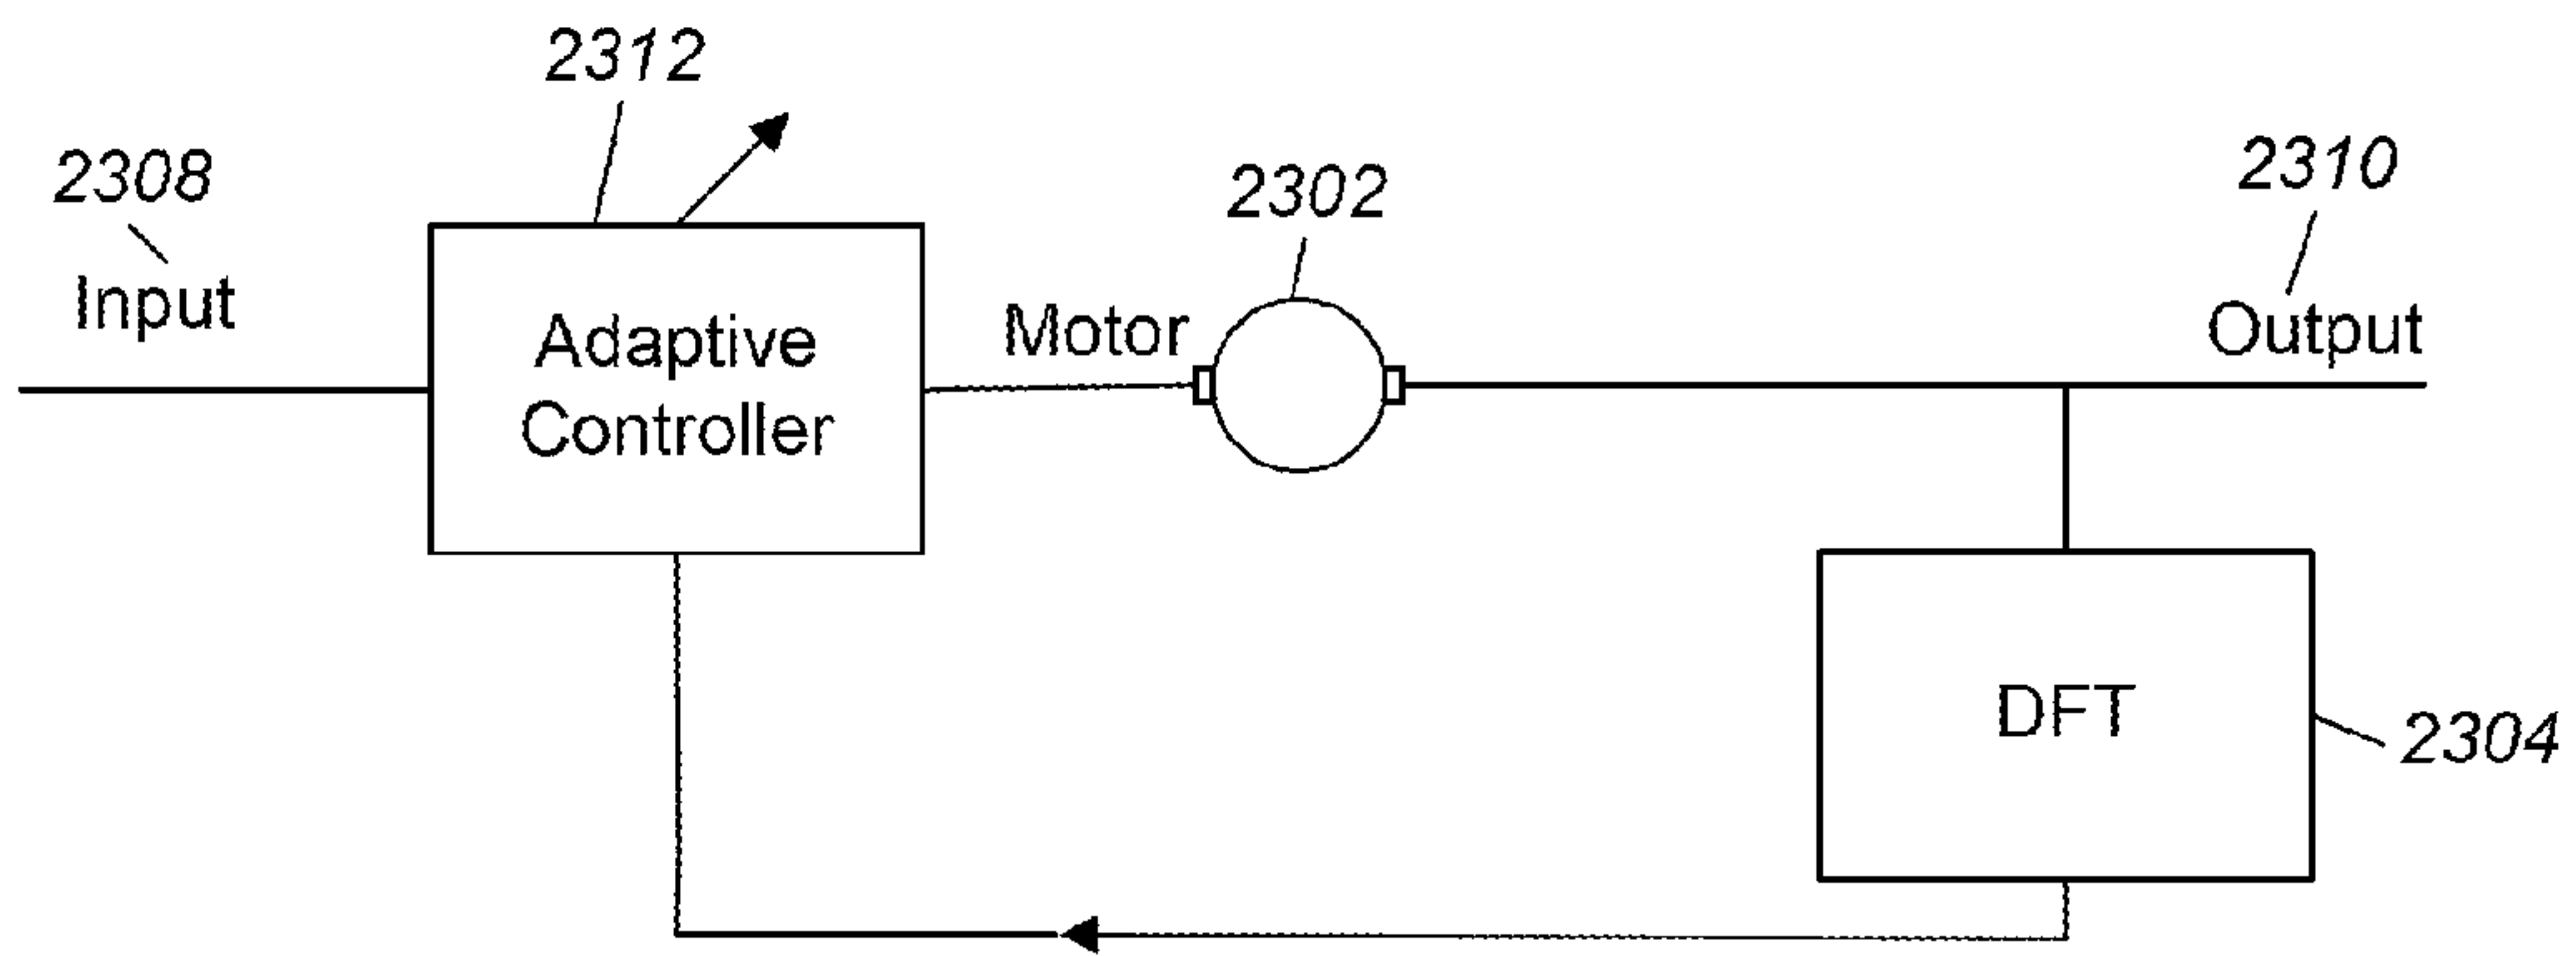 2312
2308
Input
Adaptive
Controller
Motor
2302
2310
Output
DFT
2304